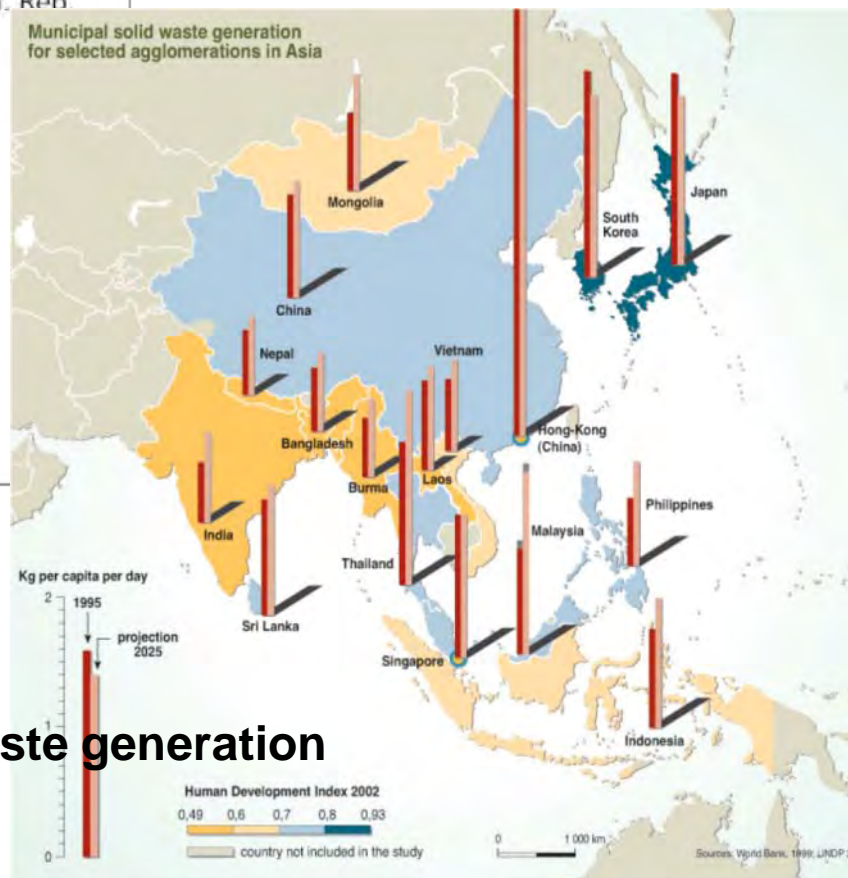 Rep.
Municipal solid waste generation
for selected agglomerations in Asia
Mongolia
China
South
Korea
Japan
Nepal
Vietnam
Bangladesh
Burma
Laos
Hong-Kong
(China)
India
Thailand
Malaysia
Philippines
Sri Lanka
Singapore
Indonesia
Kg per capita per day
2
1995
projection
2025
1
0
ste generation
Human Development Index 2002
0,49 0,6 0,7 0,8 0,93
country not included in the study
0 1 000 km
Sources: World Bank, 1999; UNDP